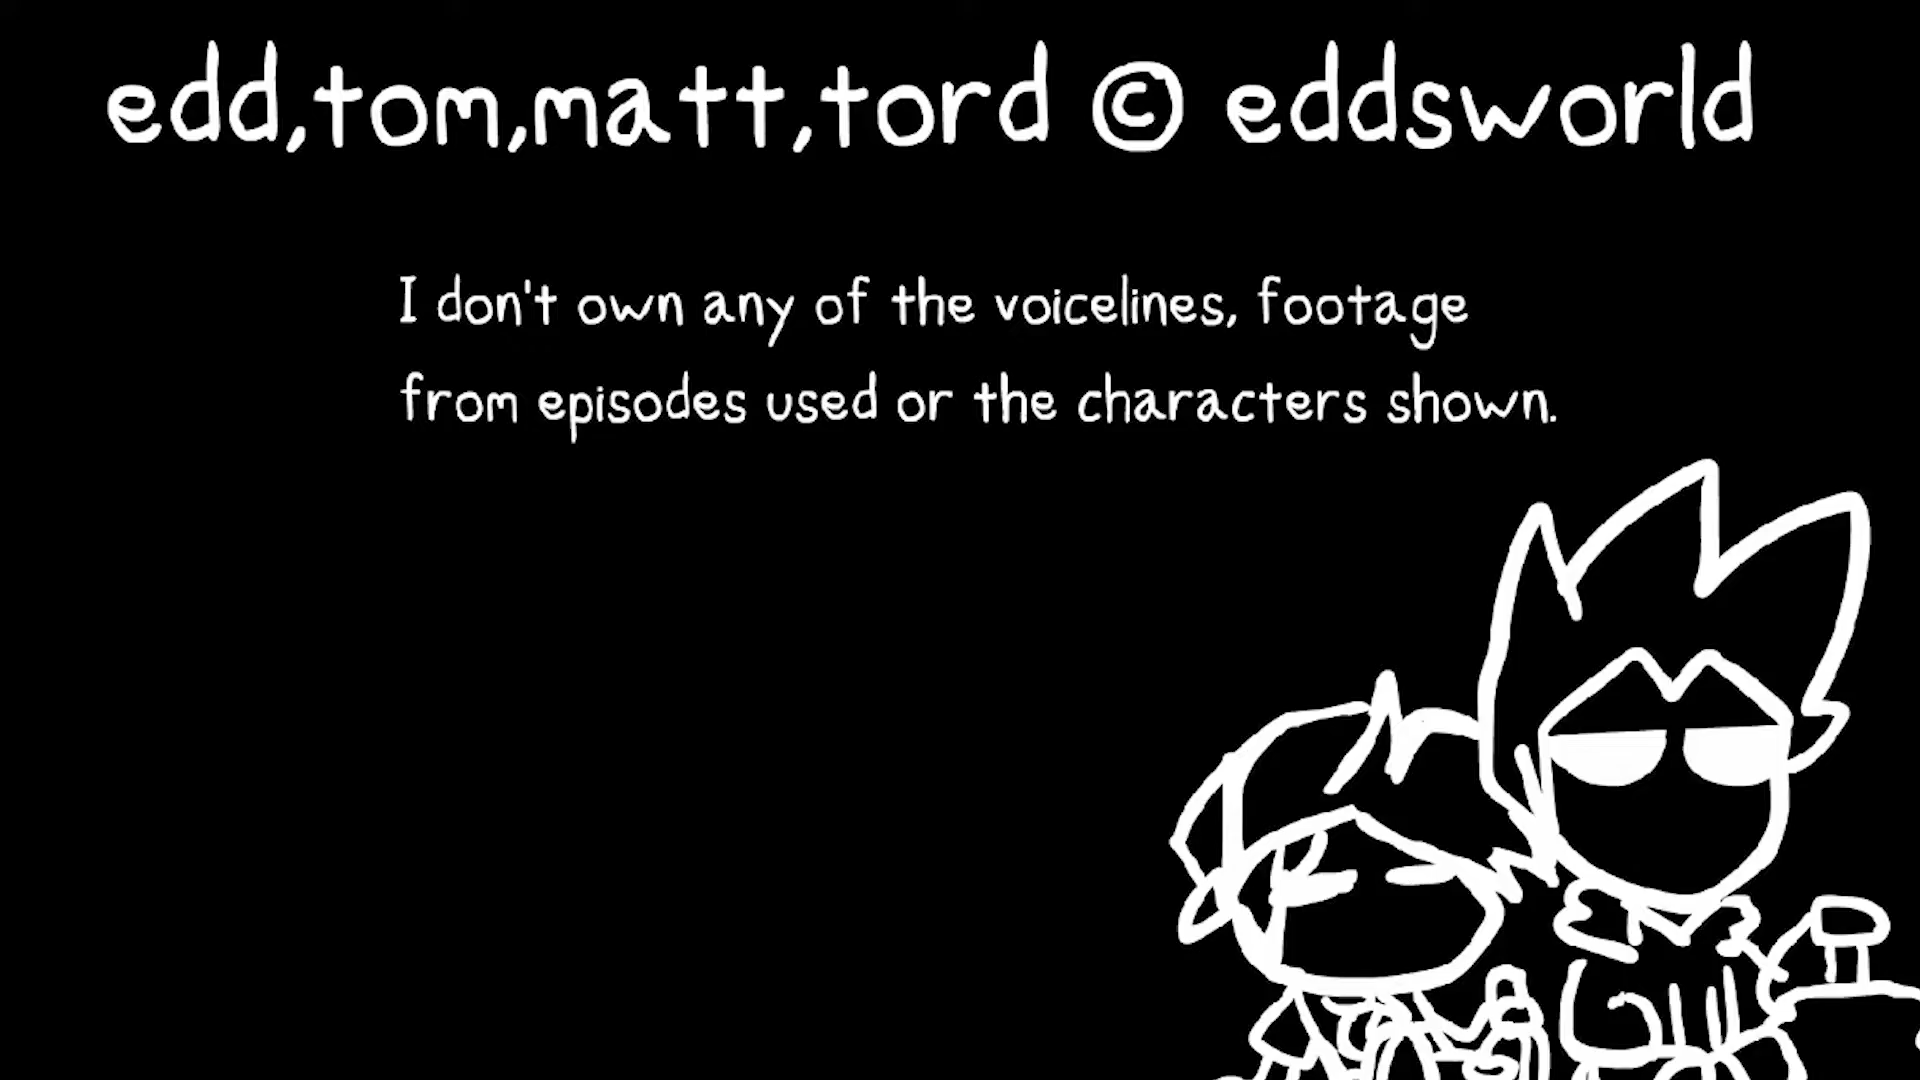 edd,tom,matt,tord © eddsworld
I don't own any of the voicelines, footage
from episodes used or the characters shown.